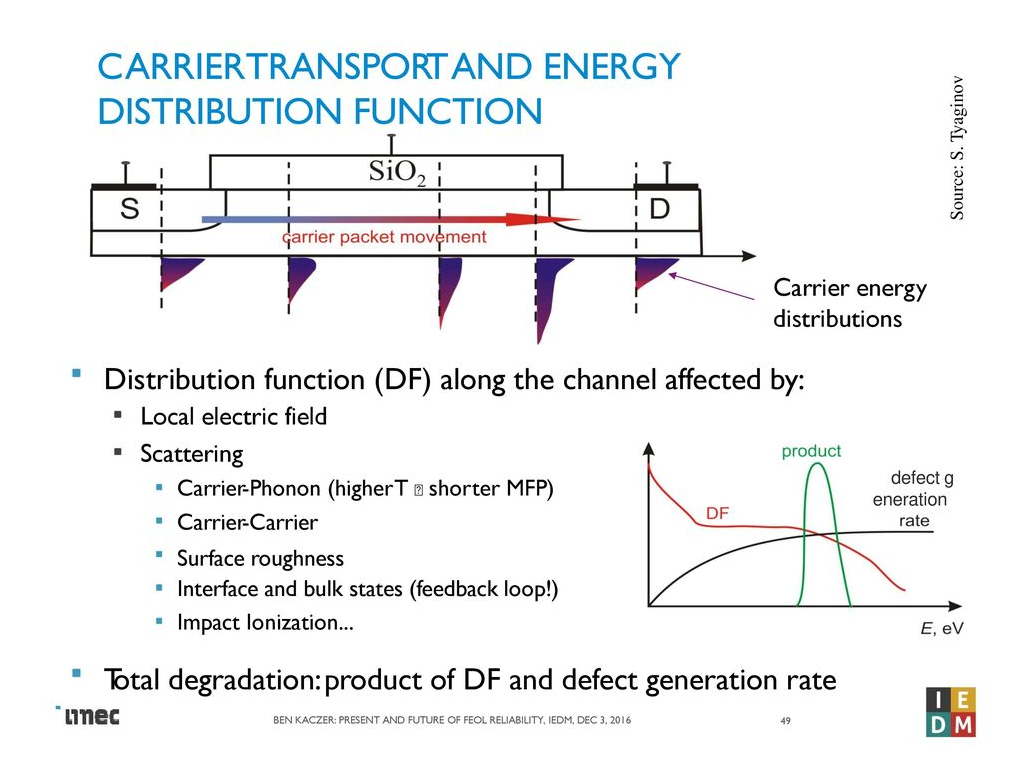 CARRIER TRANSPORT AND ENERGY
DISTRIBUTION FUNCTION
Source: S. Tyaginov
SiO2
S
D
carrier packet movement
Carrier energy
distributions
Distribution function (DF) along the channel affected by:
Local electric field
Scattering
Carrier-Phonon (higher T ⍰ shorter MFP)
Carrier-Carrier
Surface roughness
Interface and bulk states (feedback loop!)
Impact Ionization...
product
defect g
eneration
rate
DF
E, eV
Total degradation: product of DF and defect generation rate
imec
BEN KACZER: PRESENT AND FUTURE OF FEOL RELIABILITY, IEDM, DEC 3, 2016
49
I E
D M